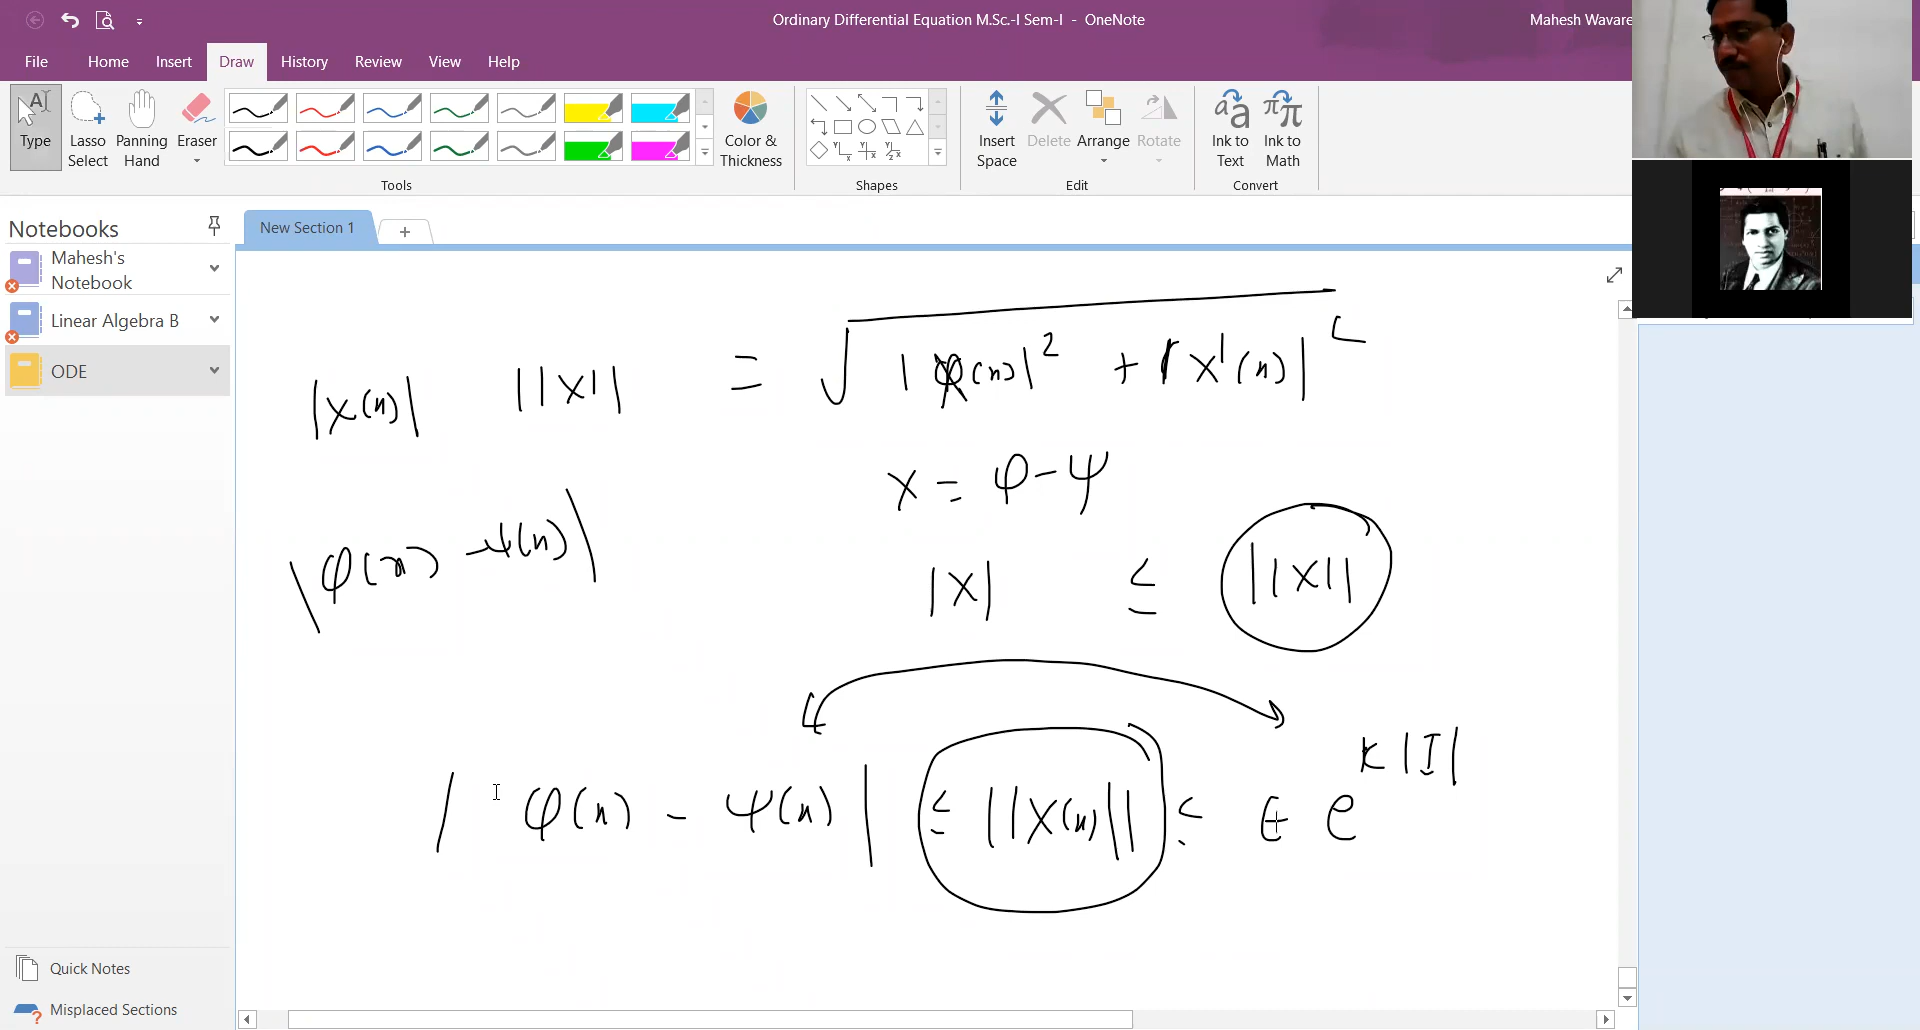 Ordinary Differential Equation M.Sc.-I Sem-I - OneNote
Mahesh Wavare
File Home Insert Draw History Review View Help
Type
Lasso Select
Panning Hand
Eraser
Color & Thickness
Insert Space
Delete
Arrange
Rotate
Ink to Text
Ink to Math
Tools
Shapes
Edit
Convert
Notebooks
New Section 1
Mahesh's Notebook
Linear Algebra B
ODE
|χ(x)| ||χ|| = √(|χ(x)|² + |χ'(x)|²)
χ = φ - ψ
|φ(x) - ψ(x)|
|χ| ≤ ||χ||
|φ(x) - ψ(x)| ≤ ||χ(x)|| ≤ ε e^{k|I|}
Quick Notes
Misplaced Sections